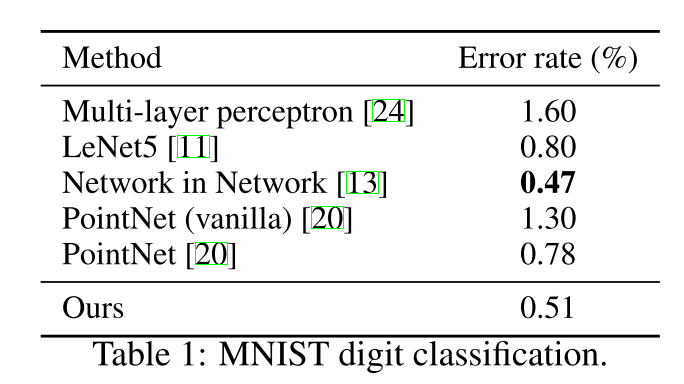 Method Error rate (%)
Multi-layer perceptron [24] 1.60
LeNet5 [11] 0.80
Network in Network [13] 0.47
PointNet (vanilla) [20] 1.30
PointNet [20] 0.78
Ours 0.51
Table 1: MNIST digit classification.